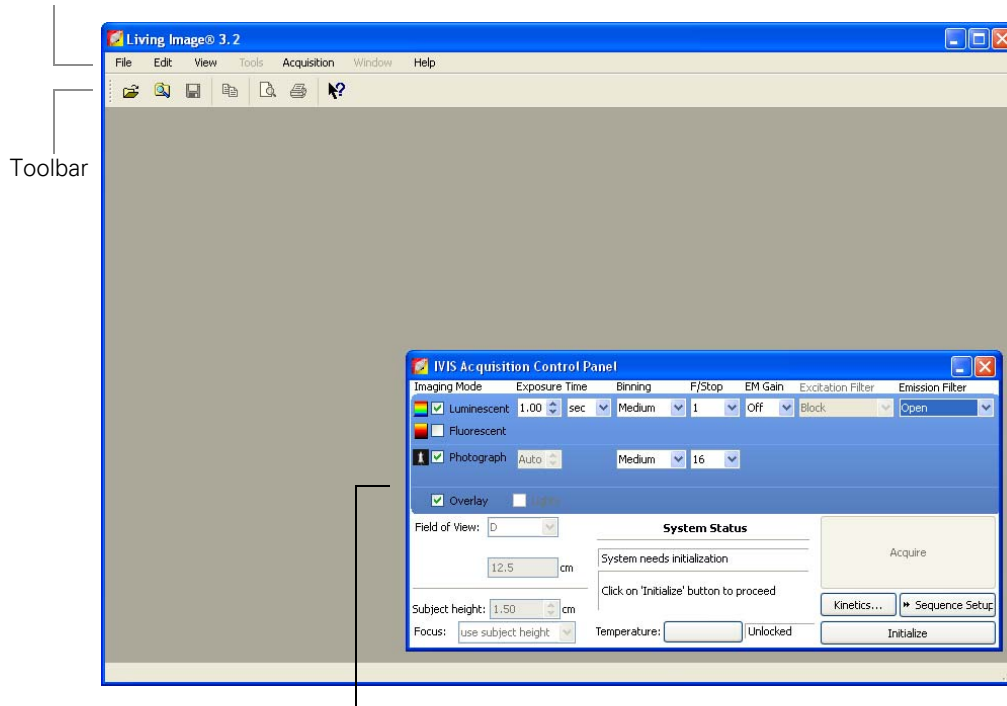 Living Image® 3.2
File Edit View Tools Acquisition Window Help
Toolbar
IVIS Acquisition Control Panel
Imaging Mode Exposure Time Binning F/Stop EM Gain Excitation Filter Emission Filter
Luminescent 1.00 sec Medium 1 Off Block Open
Fluorescent
Photograph Auto Medium 16
Overlay Lights
Field of View: D System Status
System needs initialization Acquire
12.5 cm
Click on 'Initialize' button to proceed
Subject height: 1.50 cm Kinetics... Sequence Setup
Focus: use subject height Temperature: Unlocked Initialize